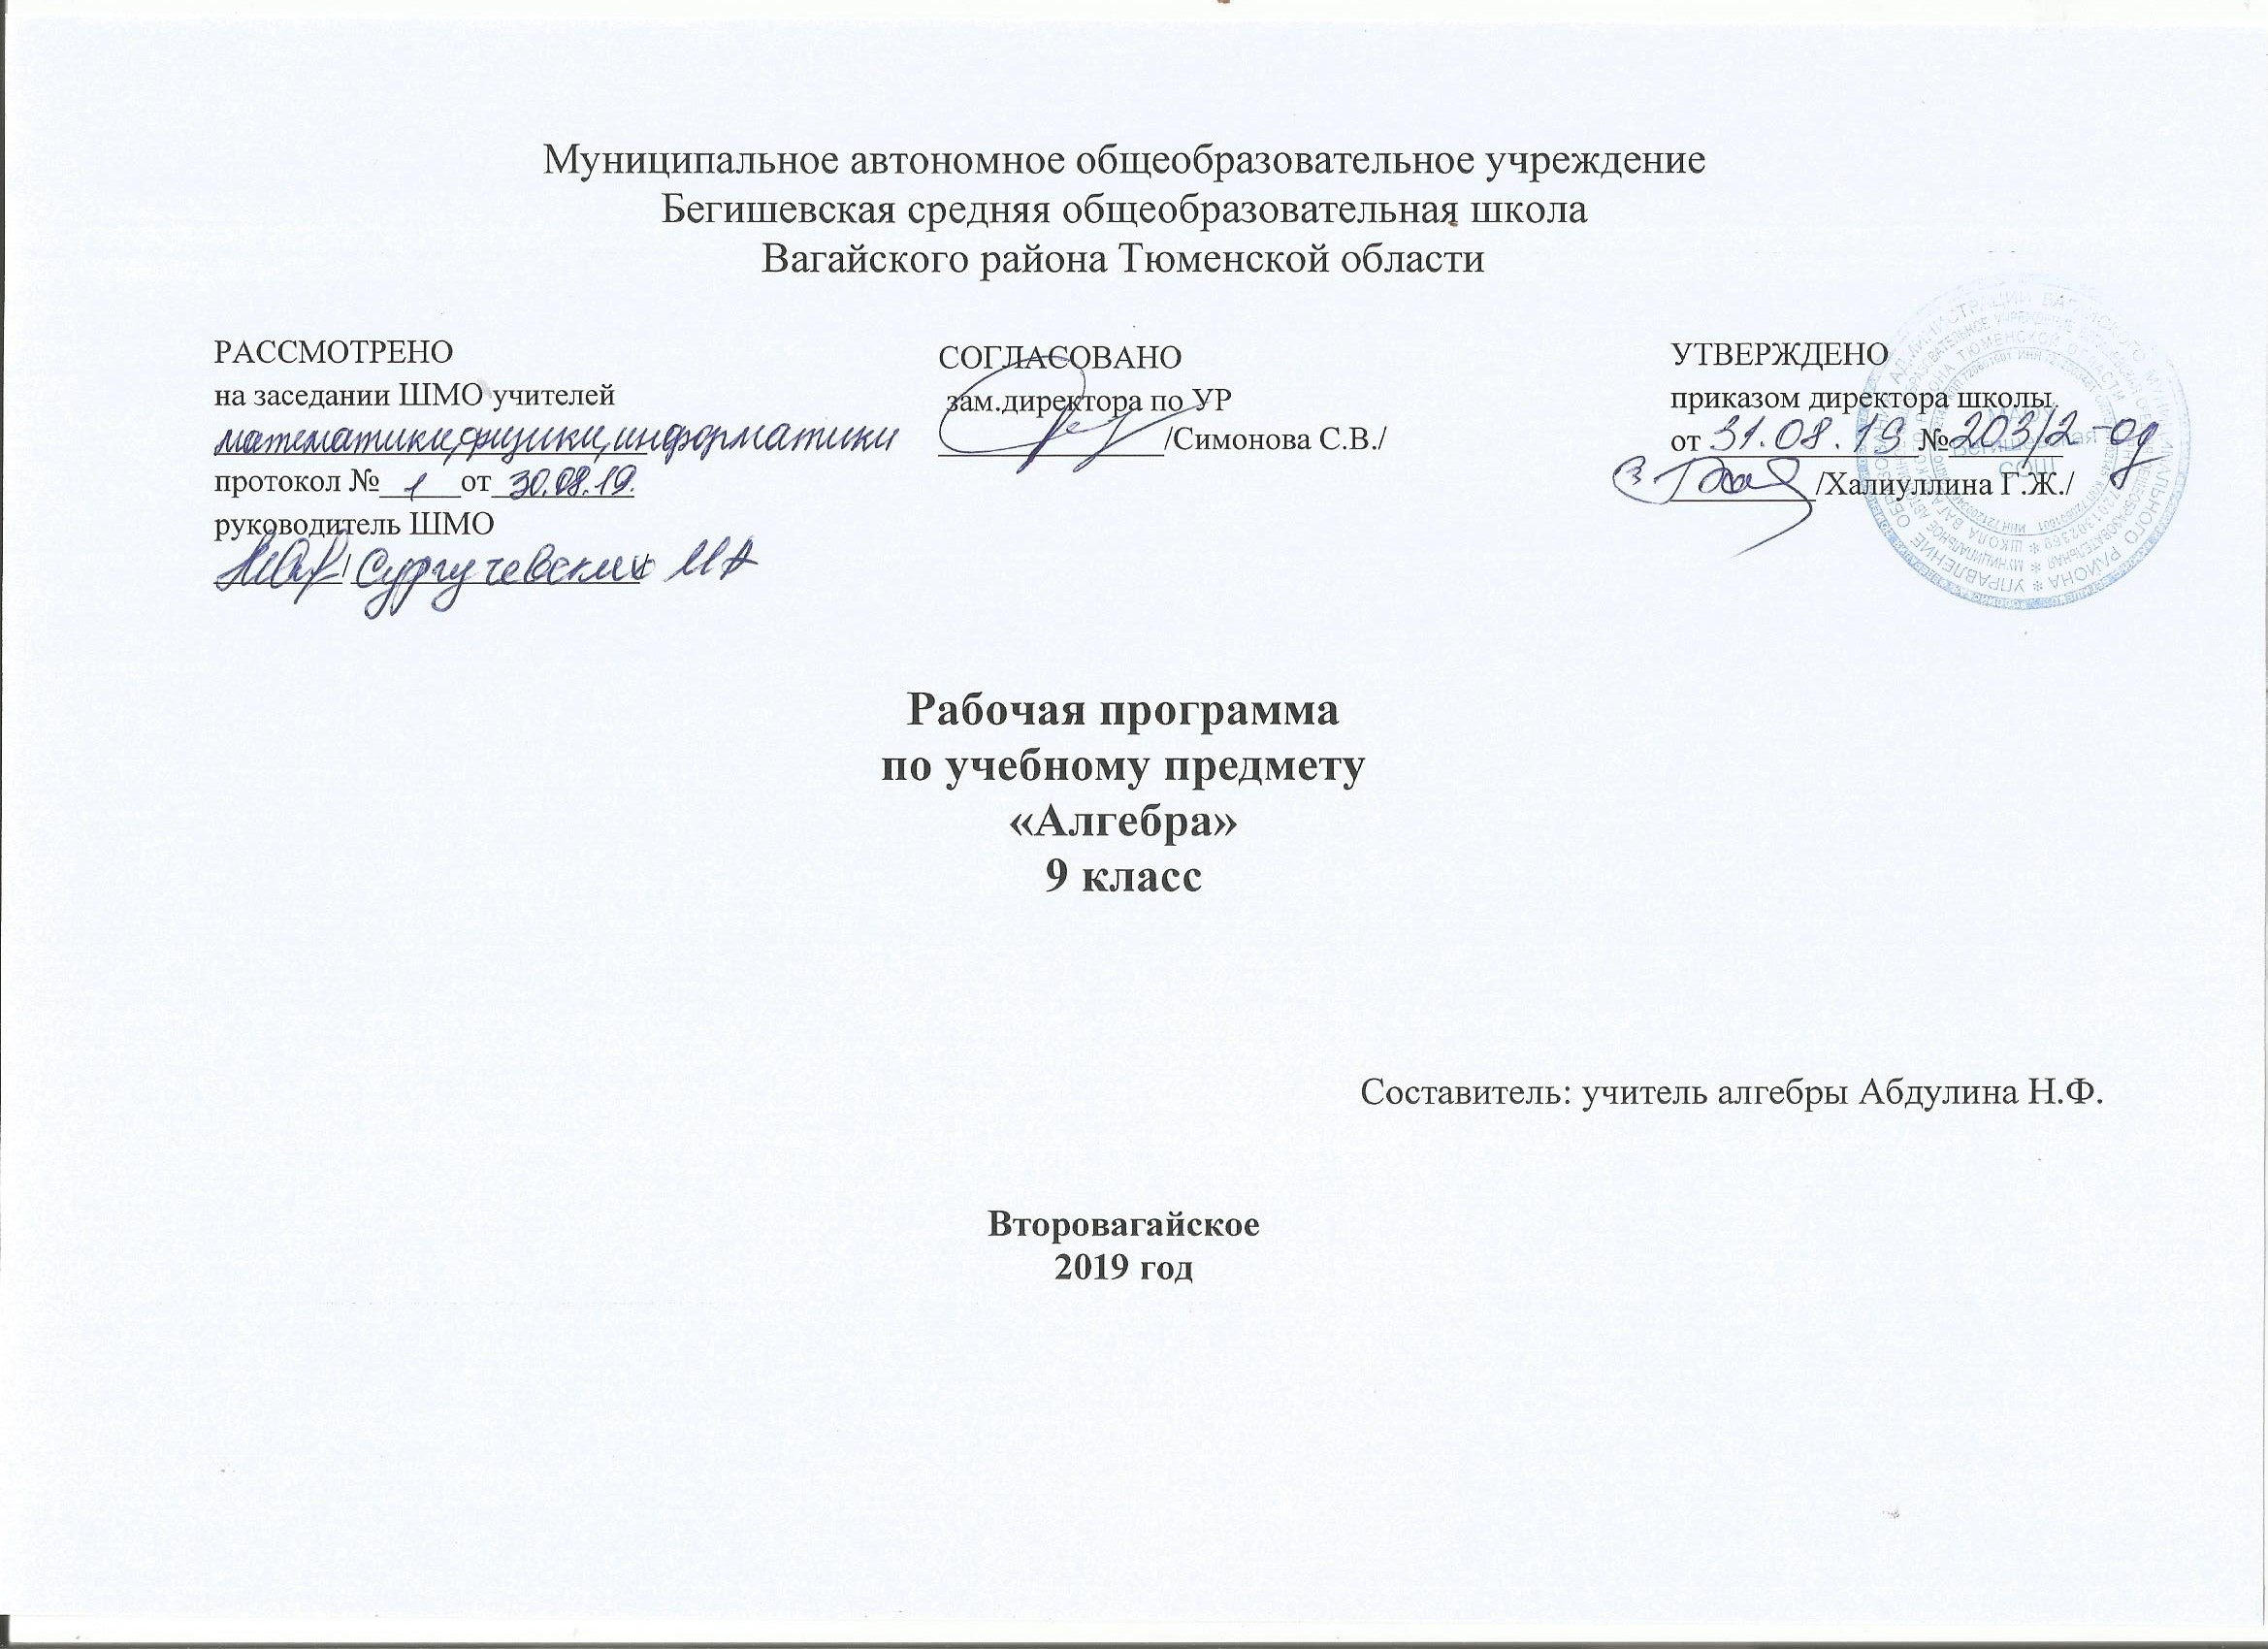 Муниципальное автономное общеобразовательное учреждение
Бегишевская средняя общеобразовательная школа
Вагайского района Тюменской области
РАССМОТРЕНО
на заседании ШМО учителей
математики, физики, информатики
протокол № 1 от 30.08.19.
руководитель ШМО
/ Сургучевских М А
СОГЛАСОВАНО
зам.директора по УР
/Симонова С.В./
УТВЕРЖДЕНО
приказом директора школы.
от 31.08.19 № 203/2-од
/Халиуллина Г.Ж./
Рабочая программа
по учебному предмету
«Алгебра»
9 класс
Составитель: учитель алгебры Абдулина Н.Ф.
Второвагайское
2019 год